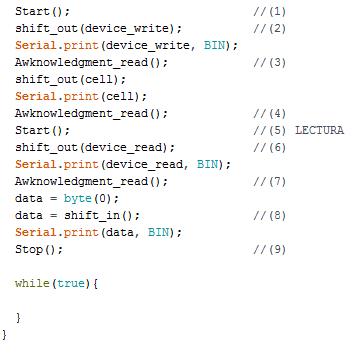 Start();                          //(1)
shift_out(device_write);          //(2)
Serial.print(device_write, BIN);
Awknowledgment_read();            //(3)
shift_out(cell);
Serial.print(cell);
Awknowledgment_read();            //(4)
Start();                          //(5) LECTURA
shift_out(device_read);           //(6)
Serial.print(device_read, BIN);
Awknowledgment_read();            //(7)
data = byte(0);
data = shift_in();                //(8)
Serial.print(data, BIN);
Stop();                           //(9)
while(true){
}
}